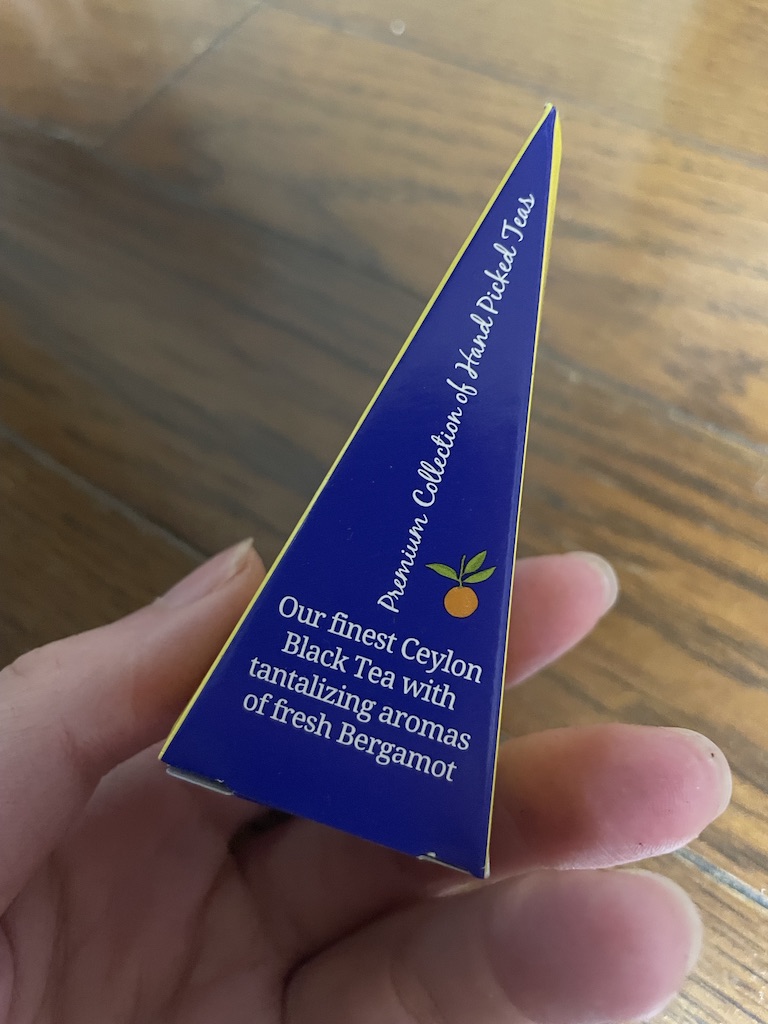 Premium Collection of Hand Picked Teas
Our finest Ceylon
Black Tea with
tantalizing aromas
of fresh Bergamot